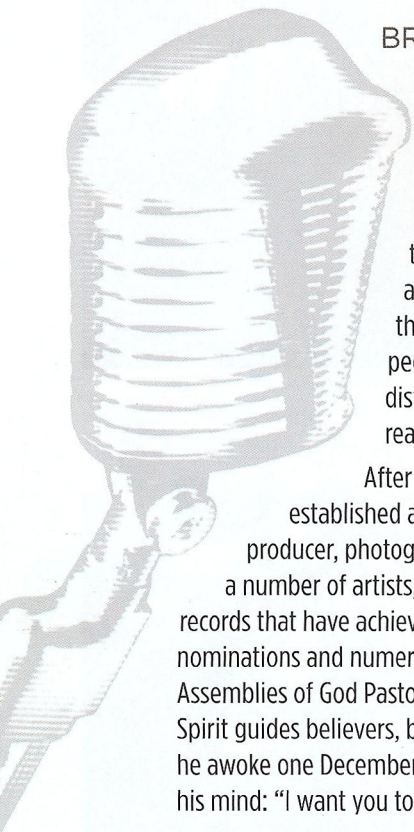 BR
t
a
th
pe
dis
rea
After
established a
producer, photog
a number of artists,
records that have achiev
nominations and numer
Assemblies of God Pasto
Spirit guides believers, b
he awoke one December
his mind: “I want you to